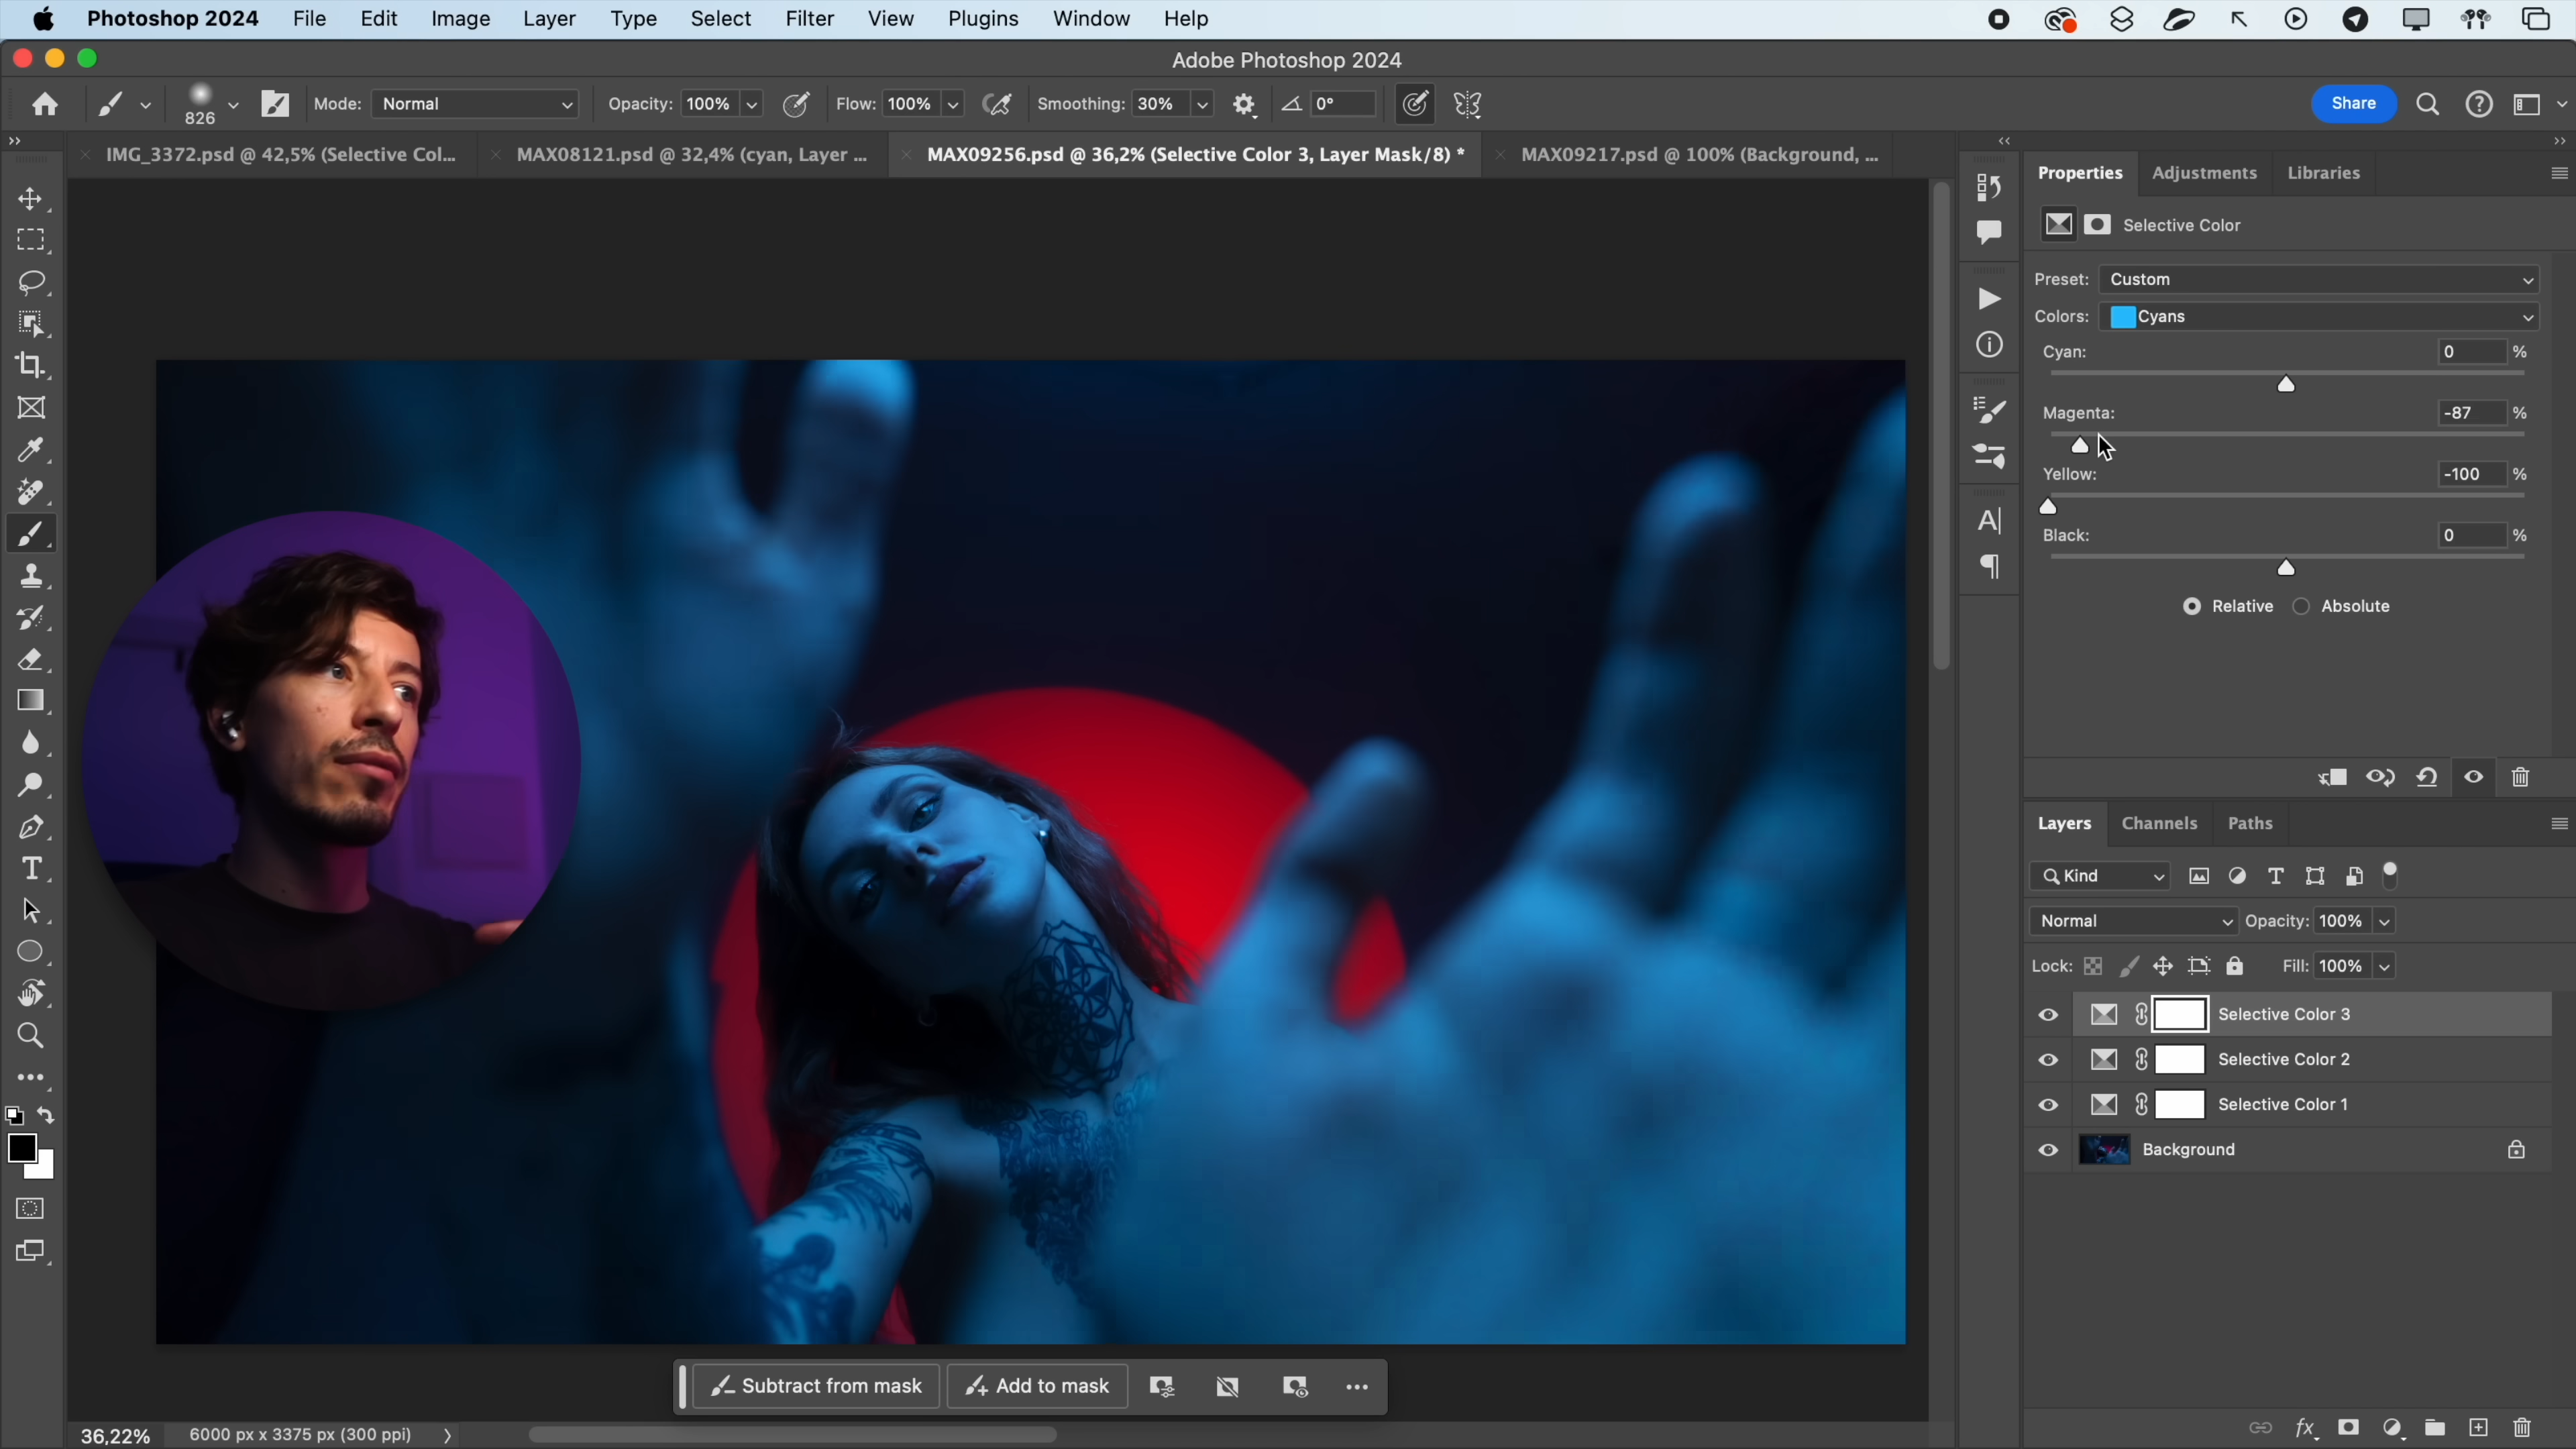 Photoshop 2024 File Edit Image Layer Type Select Filter View Plugins Window Help
Adobe Photoshop 2024
826 Mode: Normal Opacity: 100% Flow: 100% Smoothing: 30% 0° Share
IMG_3372.psd @ 42,5% (Selective Col... MAX08121.psd @ 32,4% (cyan, Layer ... MAX09256.psd @ 36,2% (Selective Color 3, Layer Mask/8) * MAX09217.psd @ 100% (Background, ...
Properties Adjustments Libraries
Selective Color
Preset: Custom
Colors: Cyans
Cyan: 0 %
Magenta: -87 %
Yellow: -100 %
Black: 0 %
Relative Absolute
Layers Channels Paths
Kind
Normal Opacity: 100%
Lock: Fill: 100%
Selective Color 3
Selective Color 2
Selective Color 1
Background
Subtract from mask Add to mask
36,22% 6000 px x 3375 px (300 ppi)